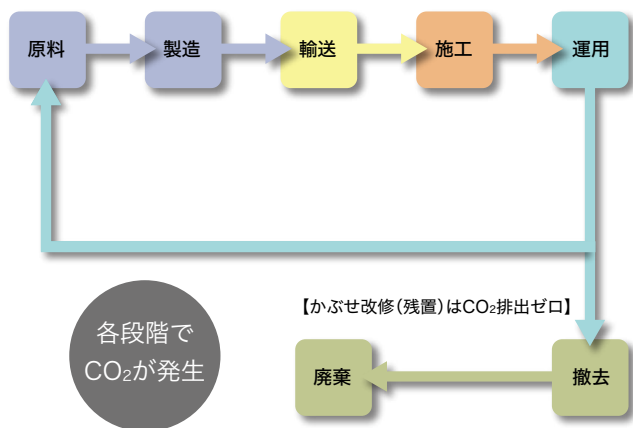 原料
製造
輸送
施工
運用
各段階で
CO₂が発生
【かぶせ改修(残置)はCO₂排出ゼロ】
廃棄
撤去